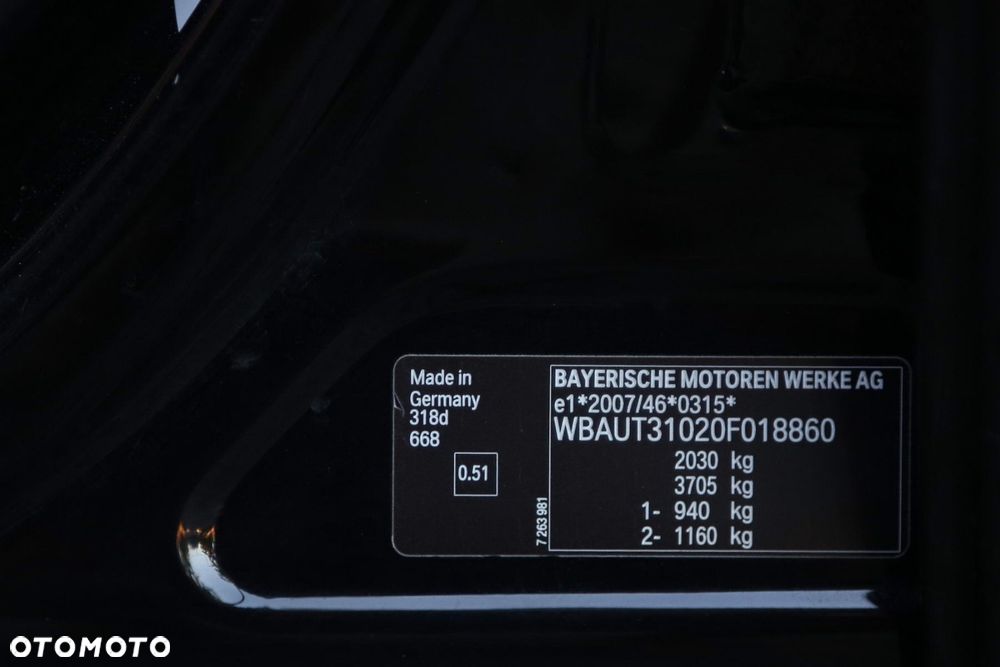 Made in
Germany
318d
668
0.51
7 263 981
BAYERISCHE MOTOREN WERKE AG
e1*2007/46*0315*
WBAUT31020F018860
2030 kg
3705 kg
1- 940 kg
2- 1160 kg
OTOMOTO